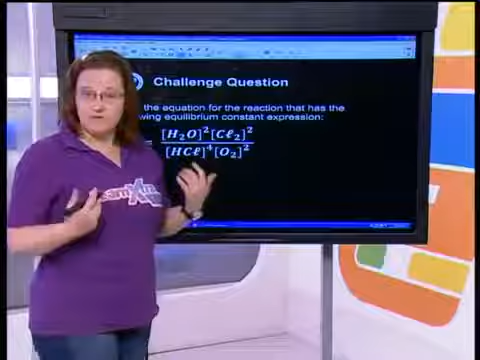 Challenge Question
the equation for the reaction that has the
wing equilibrium constant expression:
[H₂O]²[Cℓ₂]²
[HCℓ]⁴[O₂]²